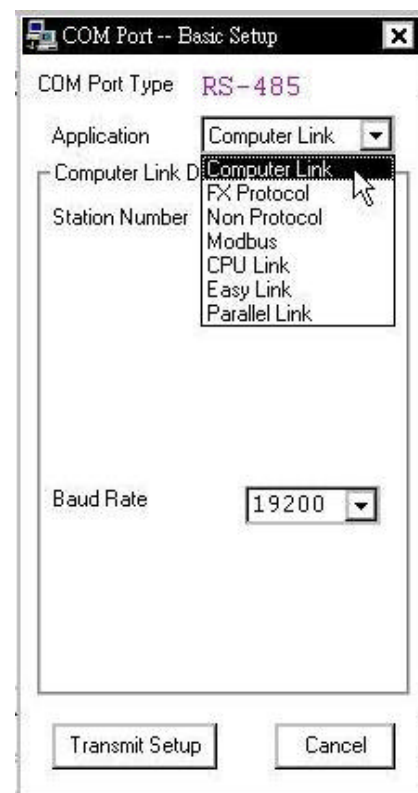 COM Port -- Basic Setup
COM Port Type RS-485
Application Computer Link
Computer Link D
Computer Link
FX Protocol
Station Number
Non Protocol
Modbus
CPU Link
Easy Link
Parallel Link
Baud Rate 19200
Transmit Setup Cancel